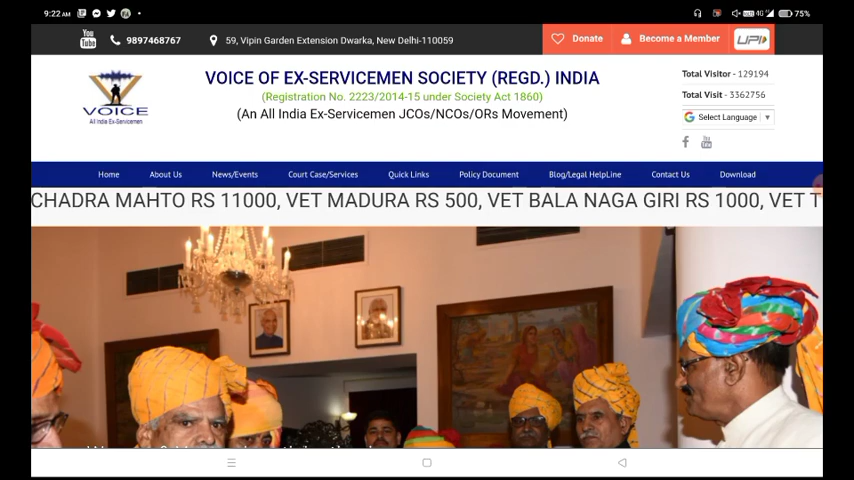 9:22 AM
4G
75%
You Tube
9897468767
59, Vipin Garden Extension Dwarka, New Delhi-110059
Donate
Become a Member
UPI
VOICE
All India Ex-Servicemen
VOICE OF EX-SERVICEMEN SOCIETY (REGD.) INDIA
(Registration No. 2223/2014-15 under Society Act 1860)
(An All India Ex-Servicemen JCOs/NCOs/ORs Movement)
Total Visitor - 129194
Total Visit - 3362756
G Select Language ▼
Home
About Us
News/Events
Court Case/Services
Quick Links
Policy Document
Blog/Legal HelpLine
Contact Us
Download
CHADRA MAHTO RS 11000, VET MADURA RS 500, VET BALA NAGA GIRI RS 1000, VET